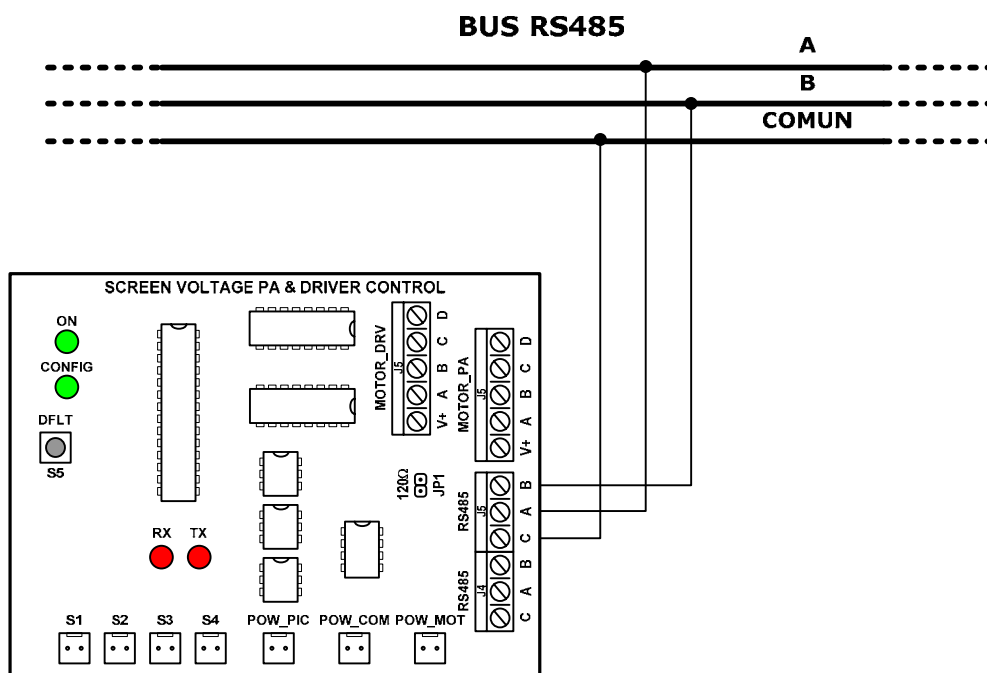 BUS RS485
A
B
COMUN
SCREEN VOLTAGE PA & DRIVER CONTROL
ON
CONFIG
DFLT
S5
MOTOR_DRV
J5
D
C
B
A
V+
MOTOR_PA
J5
D
C
B
A
V+
120Ω
JP1
RS485
J5
B
A
C
RS485
J4
B
A
C
RX TX
S1 S2 S3 S4 POW_PIC POW_COM POW_MOT